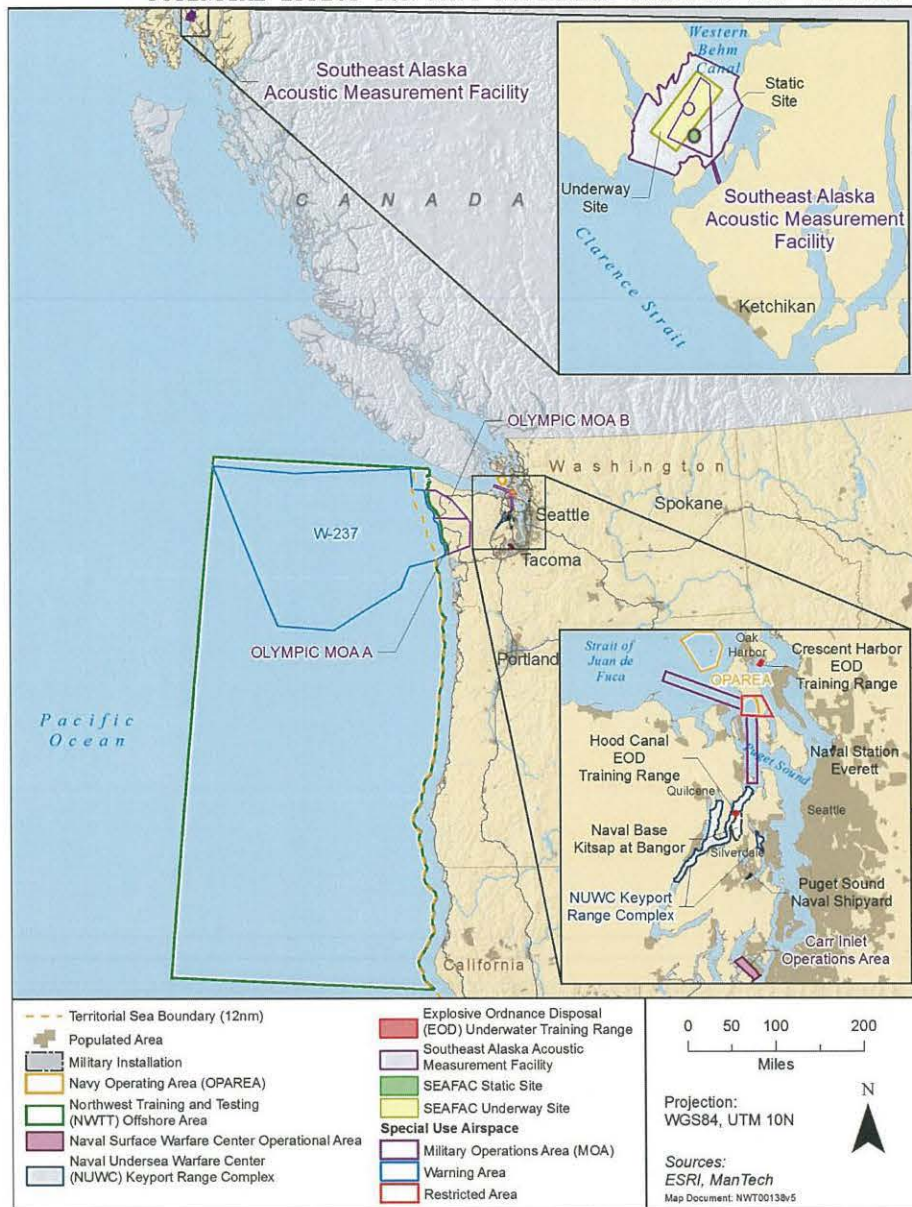 Southeast Alaska
Acoustic Measurement Facility
C A N A D A
Western
Behm
Canal
Static
Site
Underway
Site
Southeast Alaska
Acoustic Measurement
Facility
Clarence Strait
Ketchikan
OLYMPIC MOA B
Washington
Spokane
Seattle
Tacoma
W-237
OLYMPIC MOA A
Portland
Pacific
Ocean
California
Strait of
Juan de
Fuca
Oak
Harbor
Crescent Harbor
EOD
Training Range
OPAREA
Hood Canal
EOD
Training Range
Puget Sound
Naval Station
Everett
Quilcene
Seattle
Naval Base
Kitsap at Bangor
Silverdale
NUWC Keyport
Range Complex
Puget Sound
Naval Shipyard
Carr Inlet
Operations Area
Territorial Sea Boundary (12nm)
Populated Area
Military Installation
Navy Operating Area (OPAREA)
Northwest Training and Testing
(NWTT) Offshore Area
Naval Surface Warfare Center Operational Area
Naval Undersea Warfare Center
(NUWC) Keyport Range Complex
Explosive Ordnance Disposal
(EOD) Underwater Training Range
Southeast Alaska Acoustic
Measurement Facility
SEAFAC Static Site
SEAFAC Underway Site
Special Use Airspace
Military Operations Area (MOA)
Warning Area
Restricted Area
0 50 100 200
Miles
Projection:
WGS84, UTM 10N
N
Sources:
ESRI, ManTech
Map Document: NWT00138v5